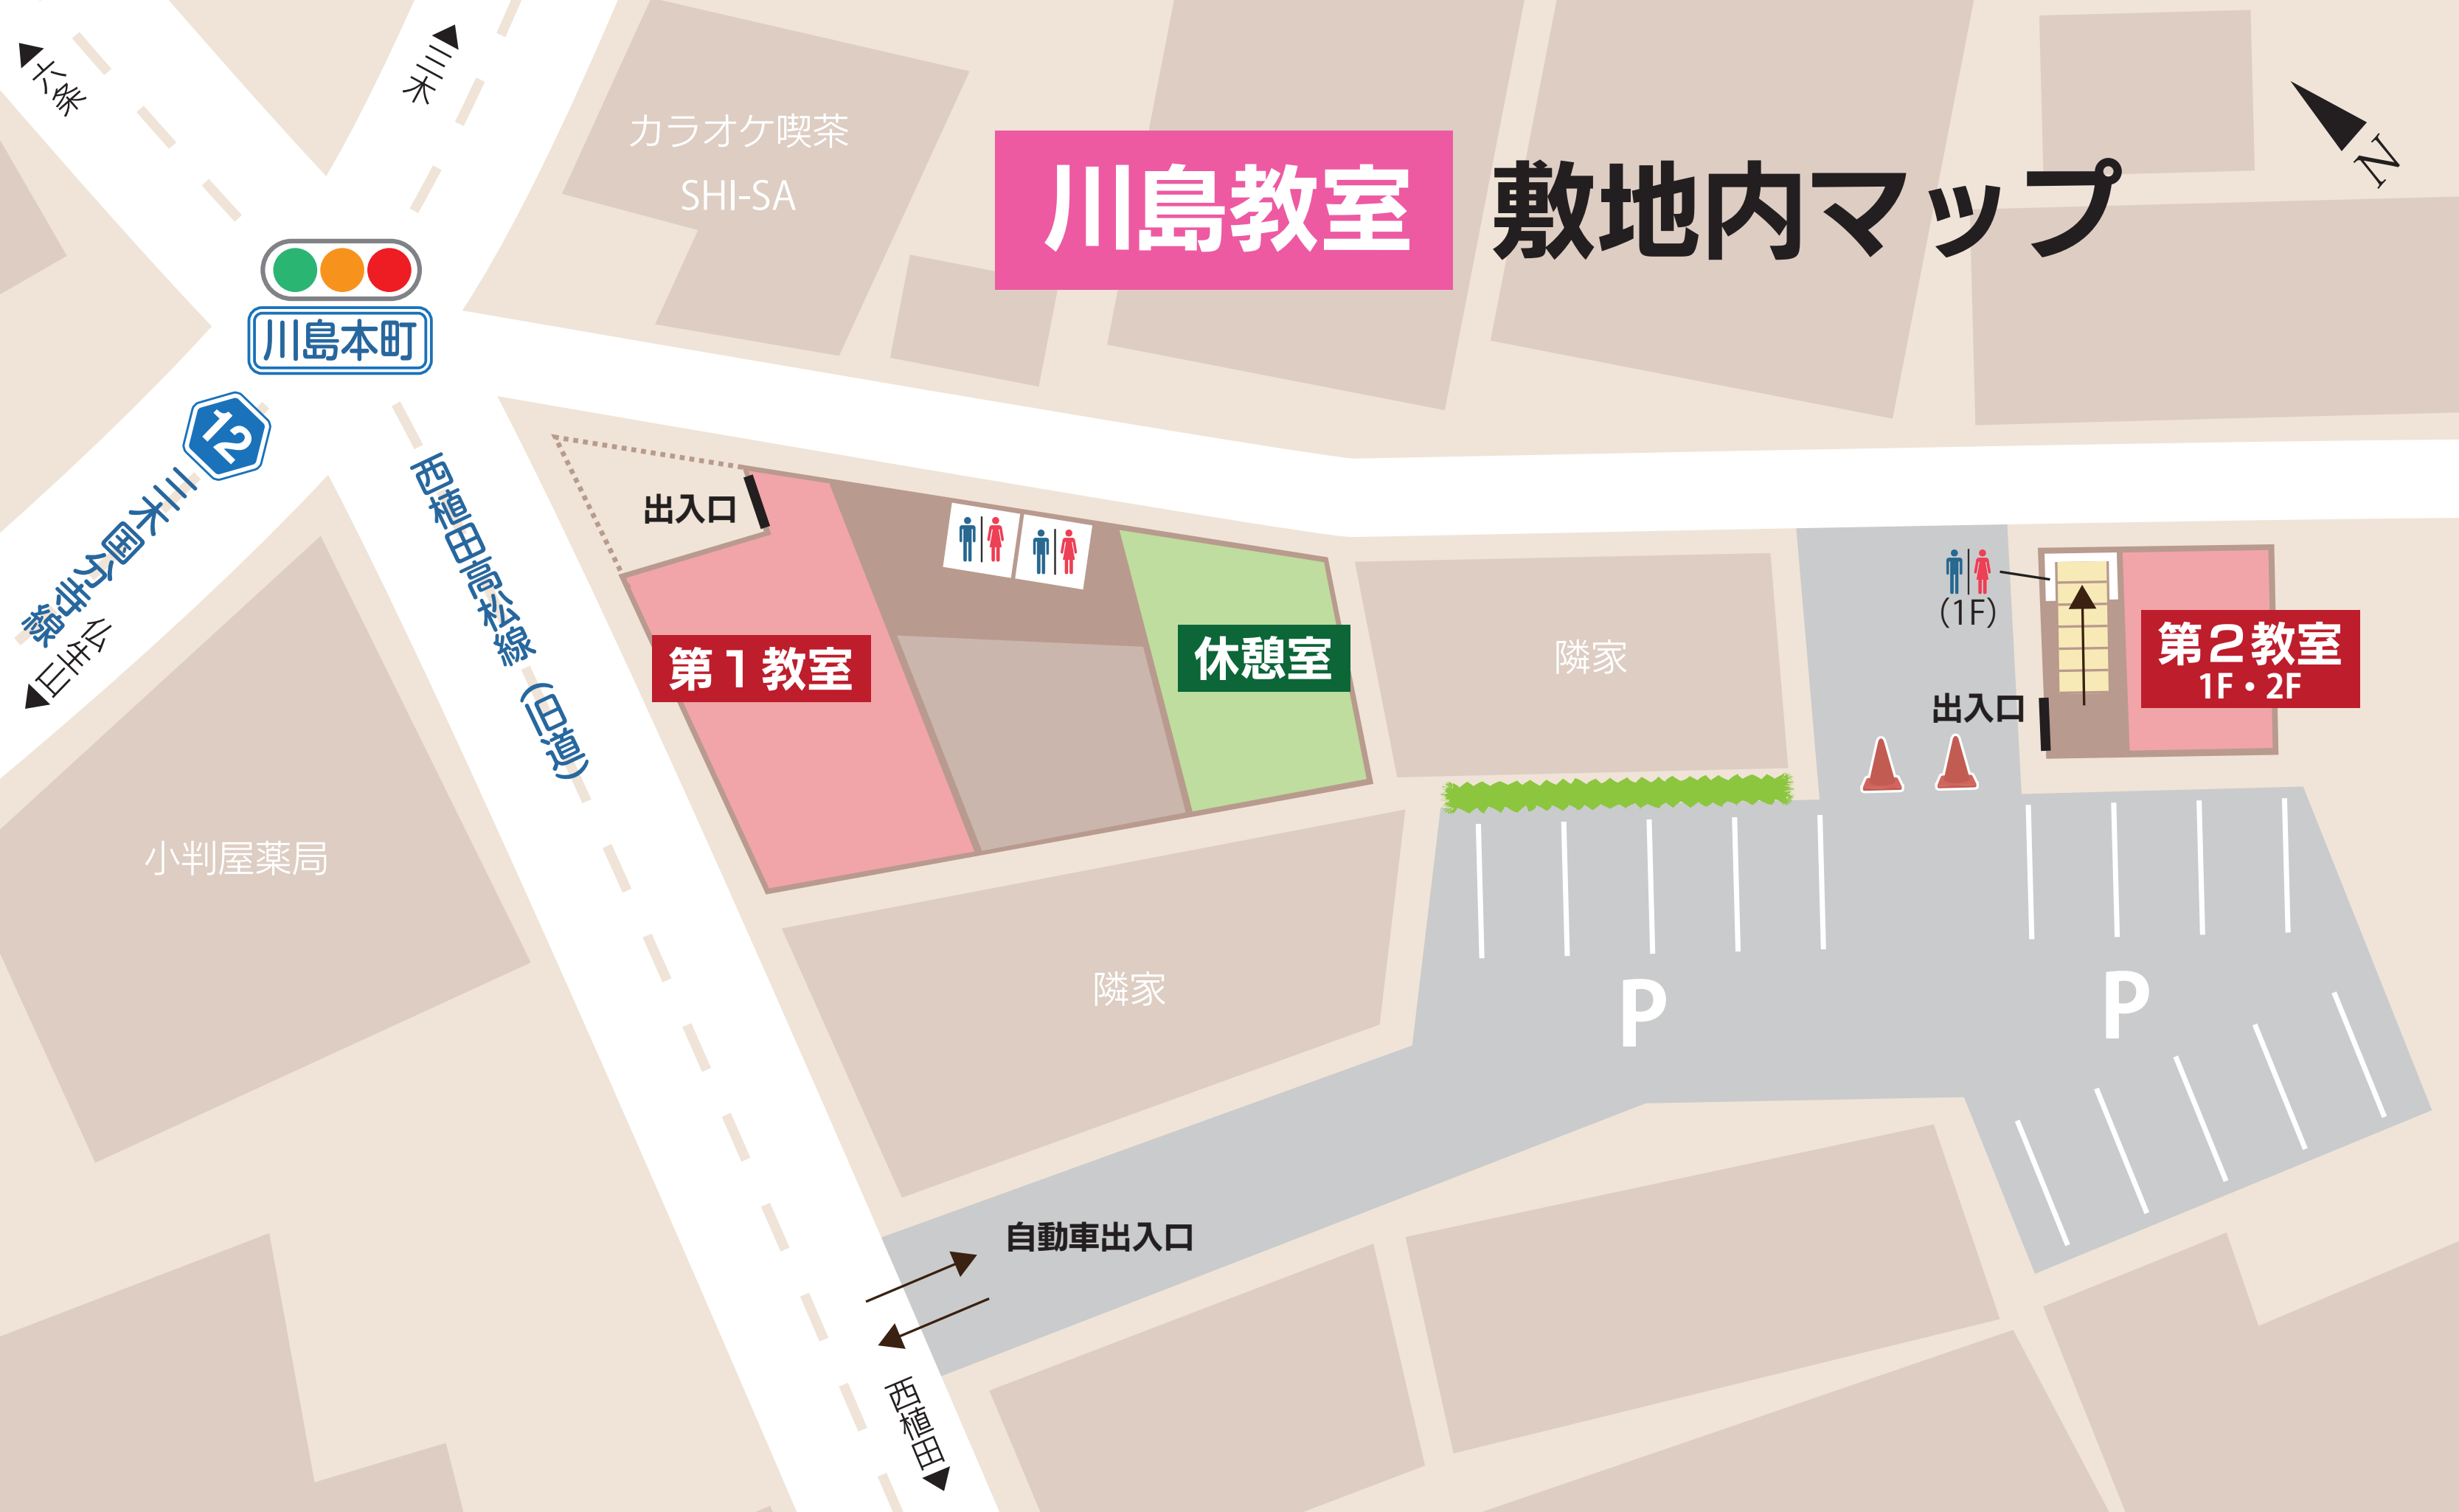 川島教室 敷地内マップ
六条
三木
カラオケ喫茶
SH-SA
N
川島本町
12
三木国分寺線
仏生山
西植田高松線（旧道）
出入口
第１教室
休憩室
隣家
(1F)
第２教室
1F・2F
出入口
小判屋薬局
隣家
P
P
自動車出入口
西植田